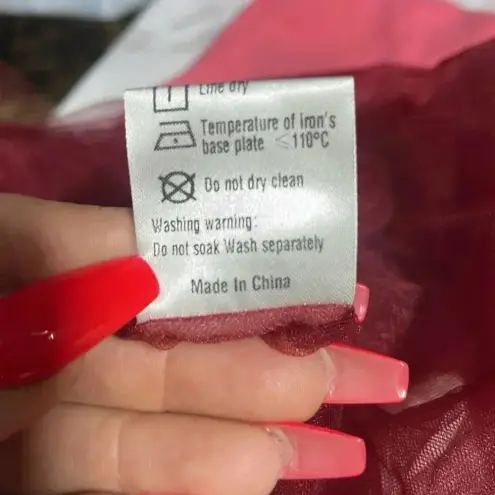 Line dry
Temperature of iron's
base plate ≤110°C
Do not dry clean
Washing warning:
Do not soak Wash separately
Made In China